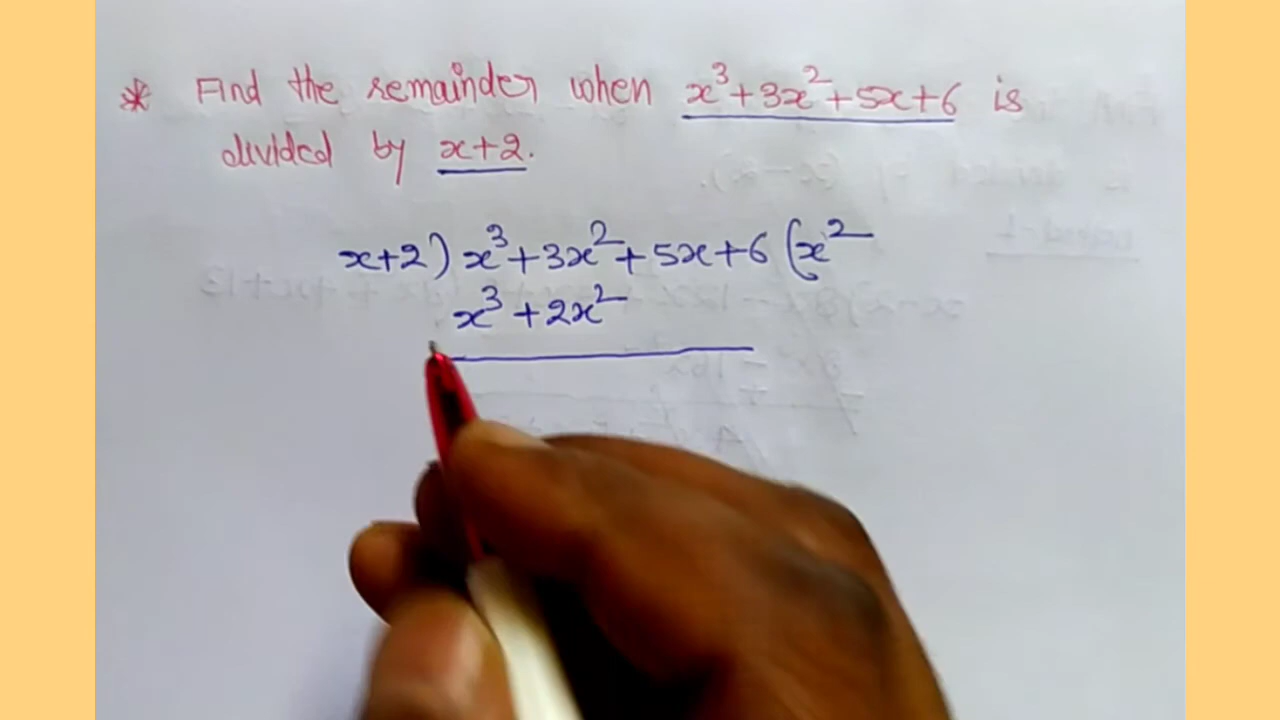 * Find the remainder when x³+3x²+5x+6 is
divided by x+2.
x+2) x³+3x²+5x+6 (x²
x³+2x²